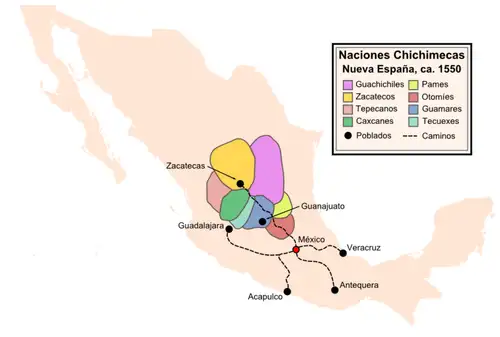 Naciones Chichimecas
Nueva España, ca. 1550
Guachichiles
Pames
Zacatecos
Otomíes
Tepecanos
Guamares
Caxcanes
Tecuexes
Poblados
Caminos
Zacatecas
Guanajuato
Guadalajara
México
Veracruz
Acapulco
Antequera